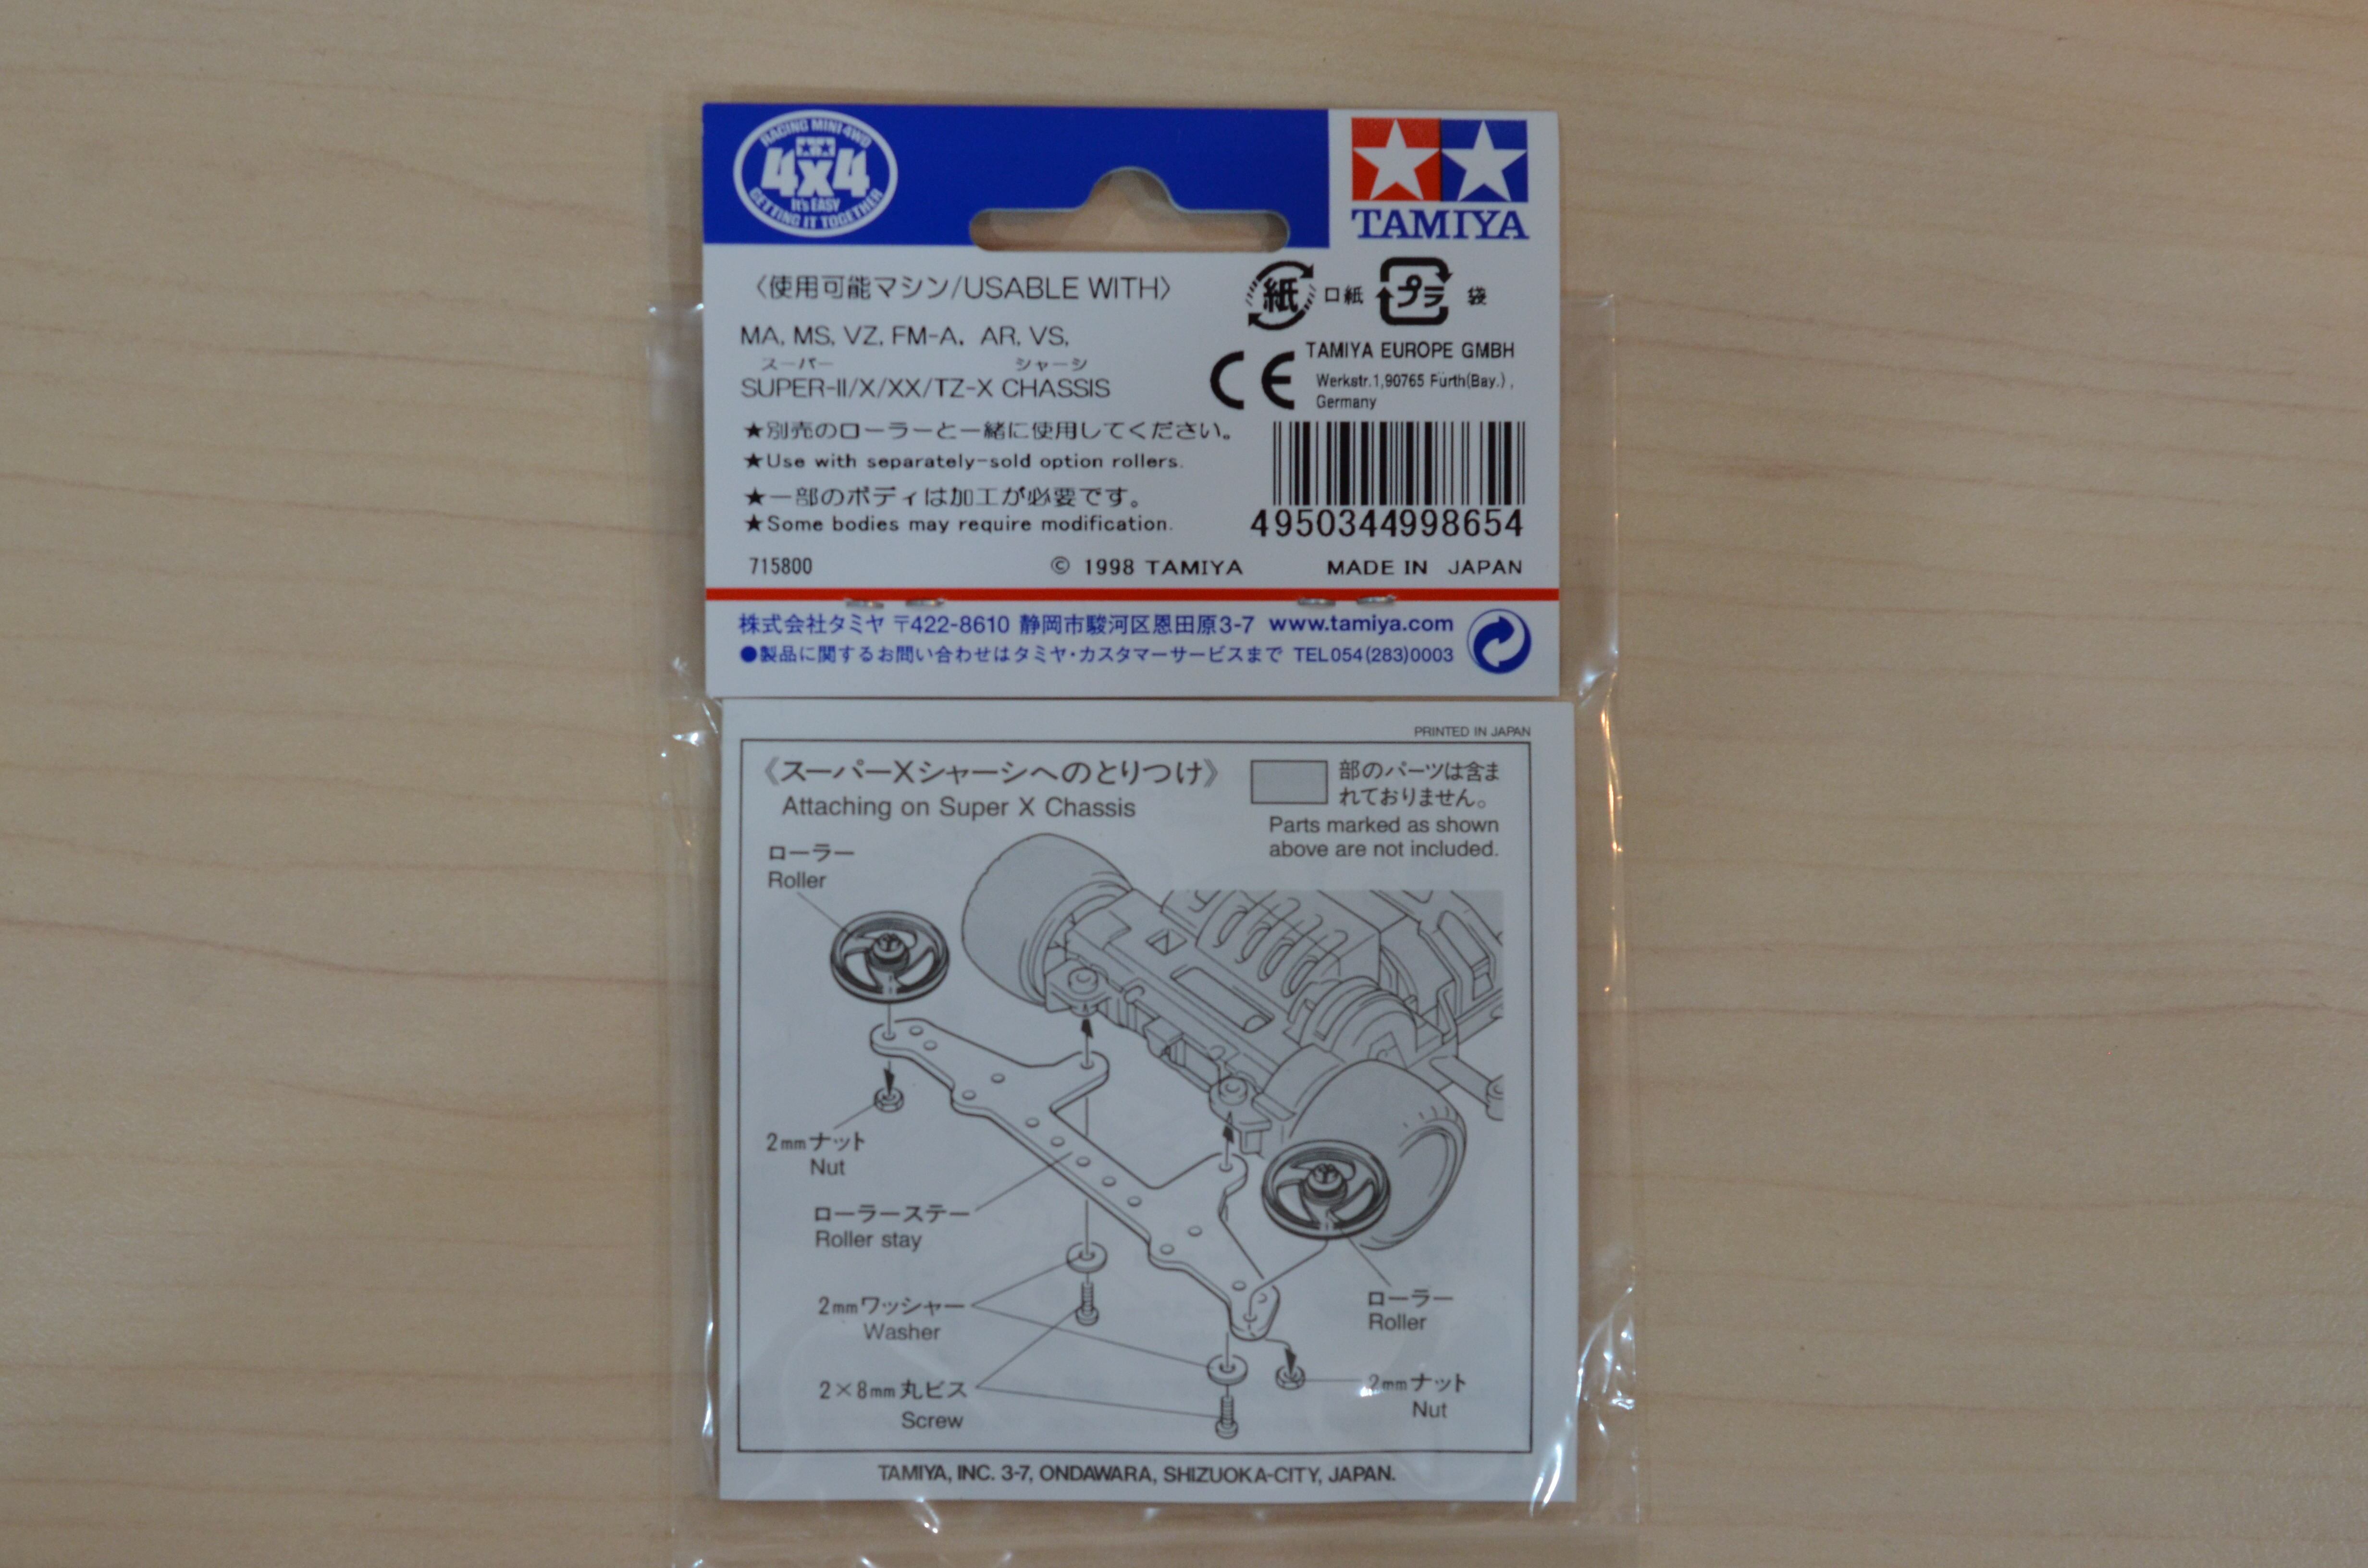 RACING MINI 4WD
4x4
It's EASY
GETTING IT TOGETHER
TAMIYA
〈使用可能マシン/USABLE WITH〉
紙 口紙 プラ 袋
MA, MS, VZ, FM-A, AR, VS,
スーパー シャーシ
SUPER-II/X/XX/TZ-X CHASSIS
CE
TAMIYA EUROPE GMBH
Werkstr.1,90765 Fürth(Bay.),
Germany
★別売のローラーと一緒に使用してください。
★Use with separately-sold option rollers.
★一部のボディは加工が必要です。
★Some bodies may require modification.
4950344998654
715800 © 1998 TAMIYA MADE IN JAPAN
株式会社タミヤ 〒422-8610 静岡市駿河区恩田原3-7 www.tamiya.com
●製品に関するお問い合わせはタミヤ・カスタマーサービスまで TEL054(283)0003
PRINTED IN JAPAN
《スーパーXシャーシへのとりつけ》
Attaching on Super X Chassis
部のパーツは含ま
れておりません。
Parts marked as shown
above are not included.
ローラー
Roller
2mmナット
Nut
ローラーステー
Roller stay
2mmワッシャー
Washer
2×8mm丸ビス
Screw
ローラー
Roller
2mmナット
Nut
TAMIYA, INC. 3-7, ONDAWARA, SHIZUOKA-CITY, JAPAN.